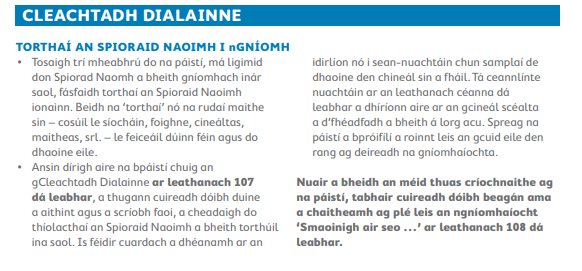 CLEACHTADH DIALAINNE
TORTHAÍ AN SPIORAID NAOIMH I nGNÍOMH
• Tosaigh trí mheabhrú do na páistí, má ligimid
don Spiorad Naomh a bheith gníomhach inár
saol, fásfaidh torthaí an Spioraid Naoimh
ionainn. Beidh na ‘torthaí’ nó na rudaí maithe
sin – cosúil le síocháin, foighne, cineáltas,
maitheas, srl. – le feiceáil dúinn féin agus do
dhaoine eile.
• Ansin dírigh aire na bpáistí chuig an
gCleachtadh Dialainne ar leathanach 107
dá leabhar, a thugann cuireadh dóibh duine
a aithint agus a scríobh faoi, a cheadaigh do
thíolacthaí an Spioraid Naoimh a bheith torthúil
ina saol. Is féidir cuardach a dhéanamh ar an
idirlíon nó i sean-nuachtáin chun samplaí de
dhaoine den chineál sin a fháil. Tá ceannlínte
nuachtáin ar an leathanach céanna dá
leabhar a dhíríonn aire ar an gcineál scéalta
a d’fhéadfadh a bheith á lorg acu. Spreag na
páistí a bpróifílí a roinnt leis an gcuid eile den
rang ag deireadh na gníomhaíochta.
Nuair a bheidh an méid thuas críochnaithe ag
na páistí, tabhair cuireadh dóibh beagán ama
a chaitheamh ag plé leis an ngníomhaíocht
‘Smaoinigh air seo …’ ar leathanach 108 dá
leabhar.